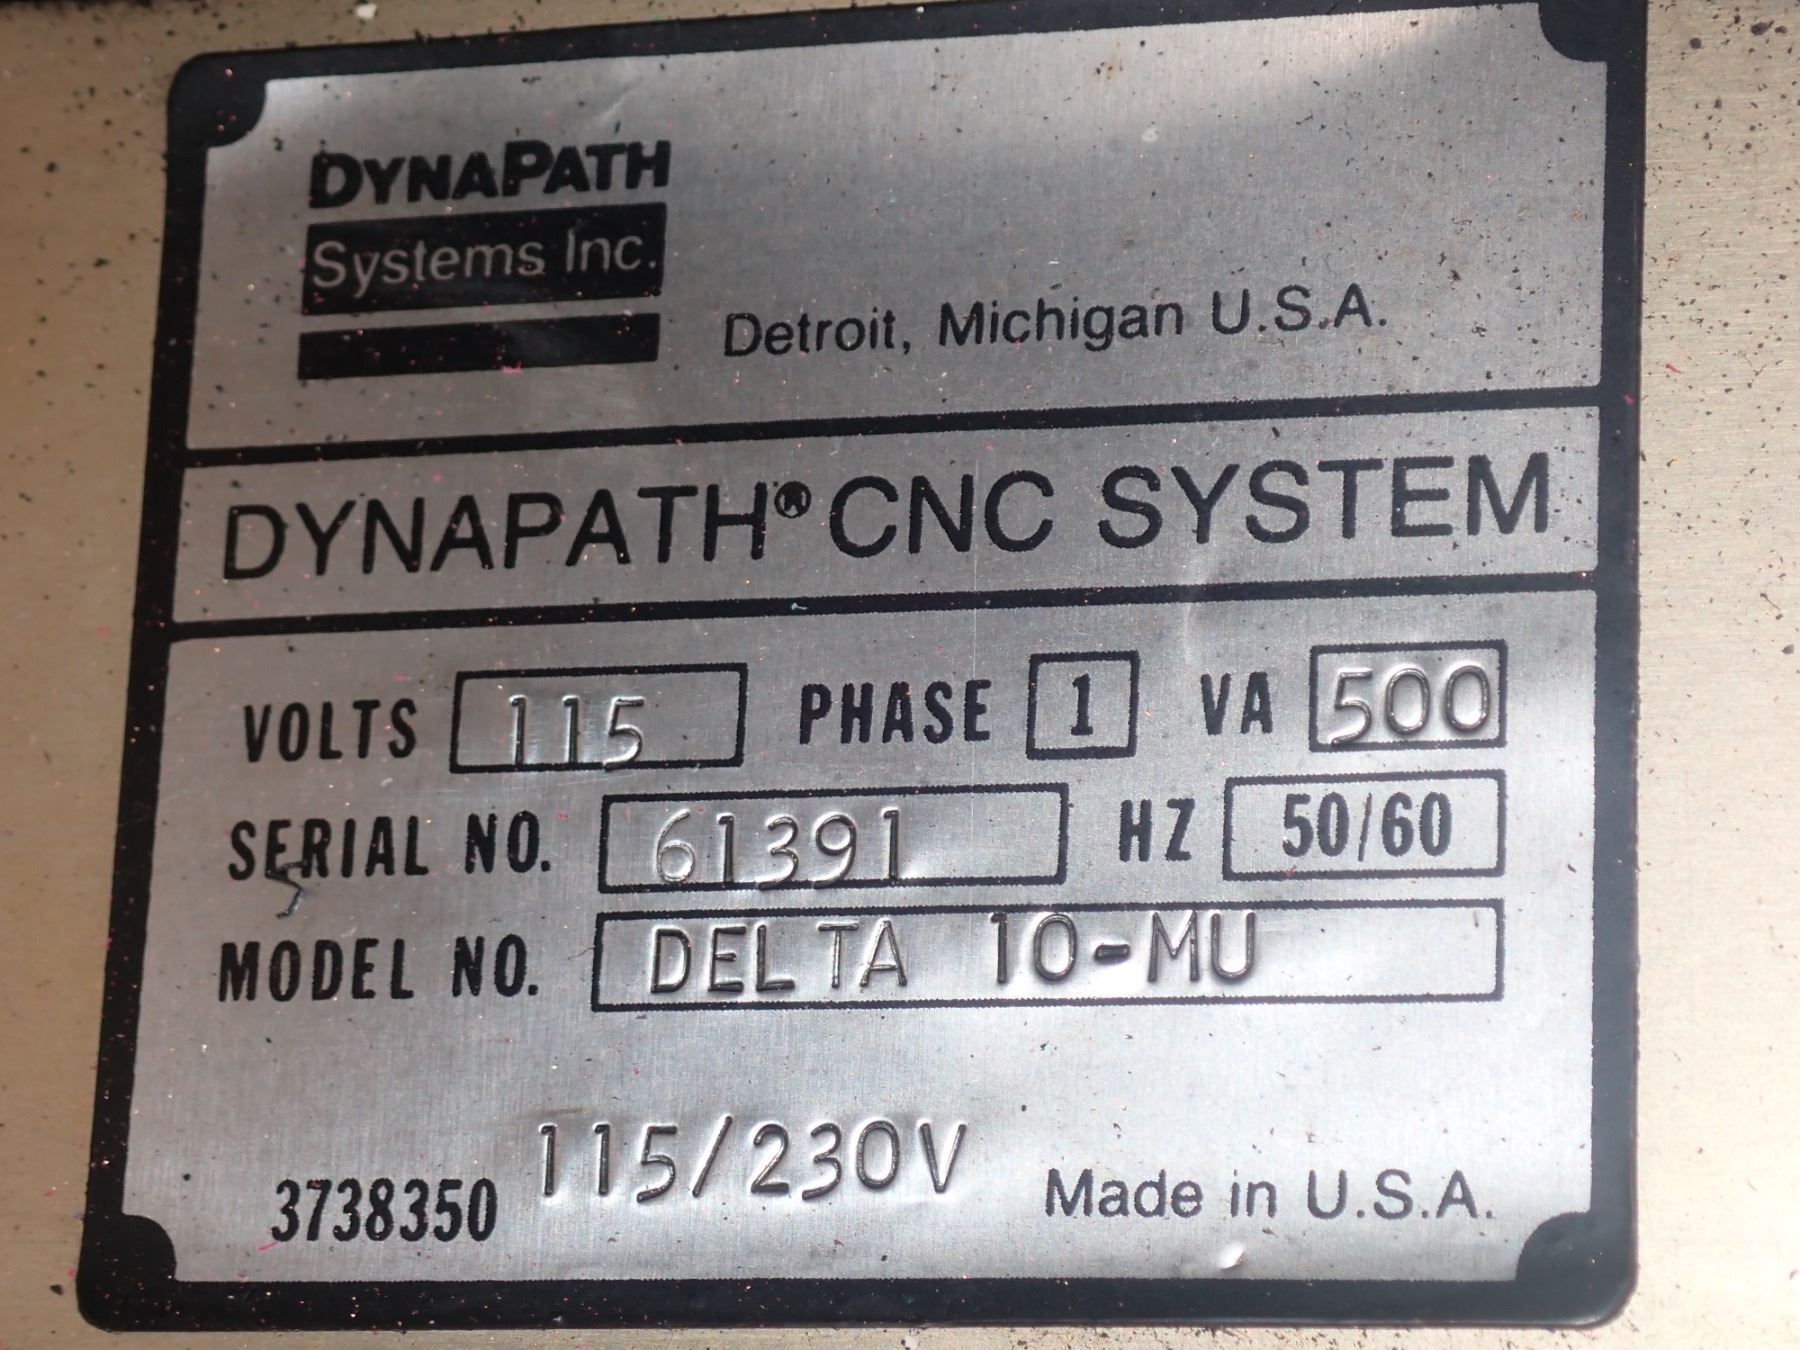 DYNAPATH
Systems Inc.
Detroit, Michigan U.S.A.
DYNAPATH® CNC SYSTEM
VOLTS 115 PHASE 1 VA 500
SERIAL NO. 61391 HZ 50/60
MODEL NO. DELTA 10-MU
3738350 115/230V Made in U.S.A.